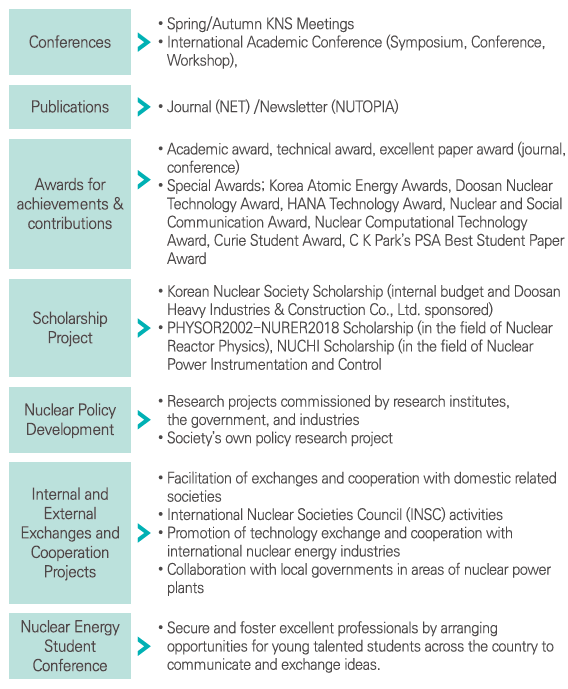 Conferences
• Spring/Autumn KNS Meetings
• International Academic Conference (Symposium, Conference,
Workshop),
Publications
• Journal (NET) /Newsletter (NUTOPIA)
Awards for
achievements &
contributions
• Academic award, technical award, excellent paper award (journal,
conference)
• Special Awards; Korea Atomic Energy Awards, Doosan Nuclear
Technology Award, HANA Technology Award, Nuclear and Social
Communication Award, Nuclear Computational Technology
Award, Curie Student Award, C K Park's PSA Best Student Paper
Award
Scholarship
Project
• Korean Nuclear Society Scholarship (internal budget and Doosan
Heavy Industries & Construction Co., Ltd. sponsored)
• PHYSOR2002-NURER2018 Scholarship (in the field of Nuclear
Reactor Physics), NUCHI Scholarship (in the field of Nuclear
Power Instrumentation and Control
Nuclear Policy
Development
• Research projects commissioned by research institutes,
the government, and industries
• Society's own policy research project
Internal and
External
Exchanges and
Cooperation
Projects
• Facilitation of exchanges and cooperation with domestic related
societies
• International Nuclear Societies Council (INSC) activities
• Promotion of technology exchange and cooperation with
international nuclear energy industries
• Collaboration with local governments in areas of nuclear power
plants
Nuclear Energy
Student
Conference
• Secure and foster excellent professionals by arranging
opportunities for young talented students across the country to
communicate and exchange ideas.